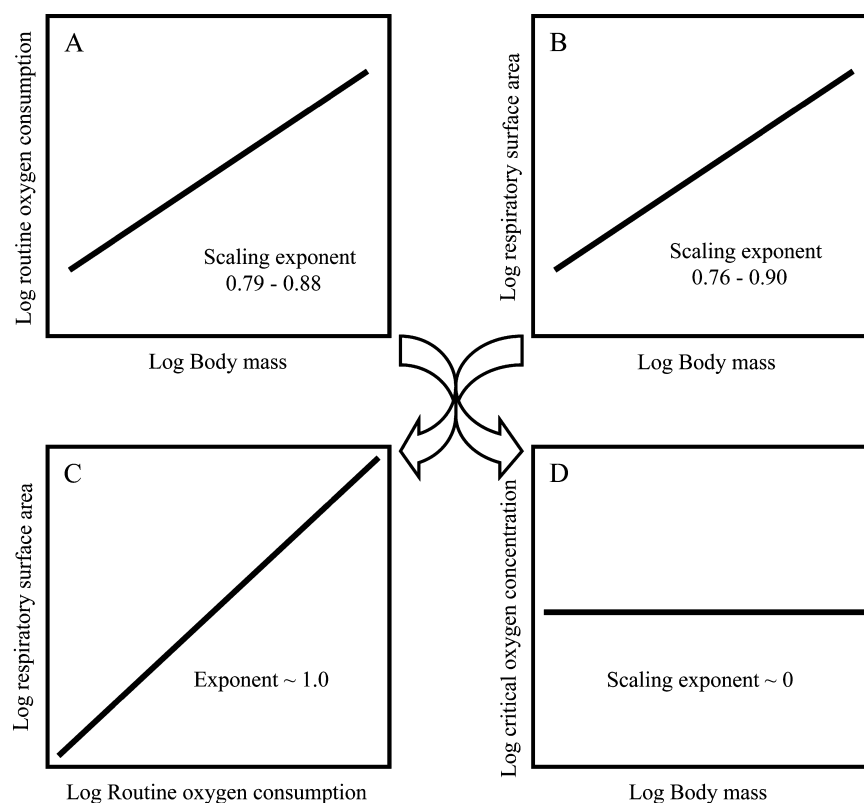 A
Log routine oxygen consumption
Scaling exponent
0.79 - 0.88
Log Body mass
B
Log respiratory surface area
Scaling exponent
0.76 - 0.90
Log Body mass
C
Log respiratory surface area
Exponent ~ 1.0
Log Routine oxygen consumption
D
Log critical oxygen concentration
Scaling exponent ~ 0
Log Body mass